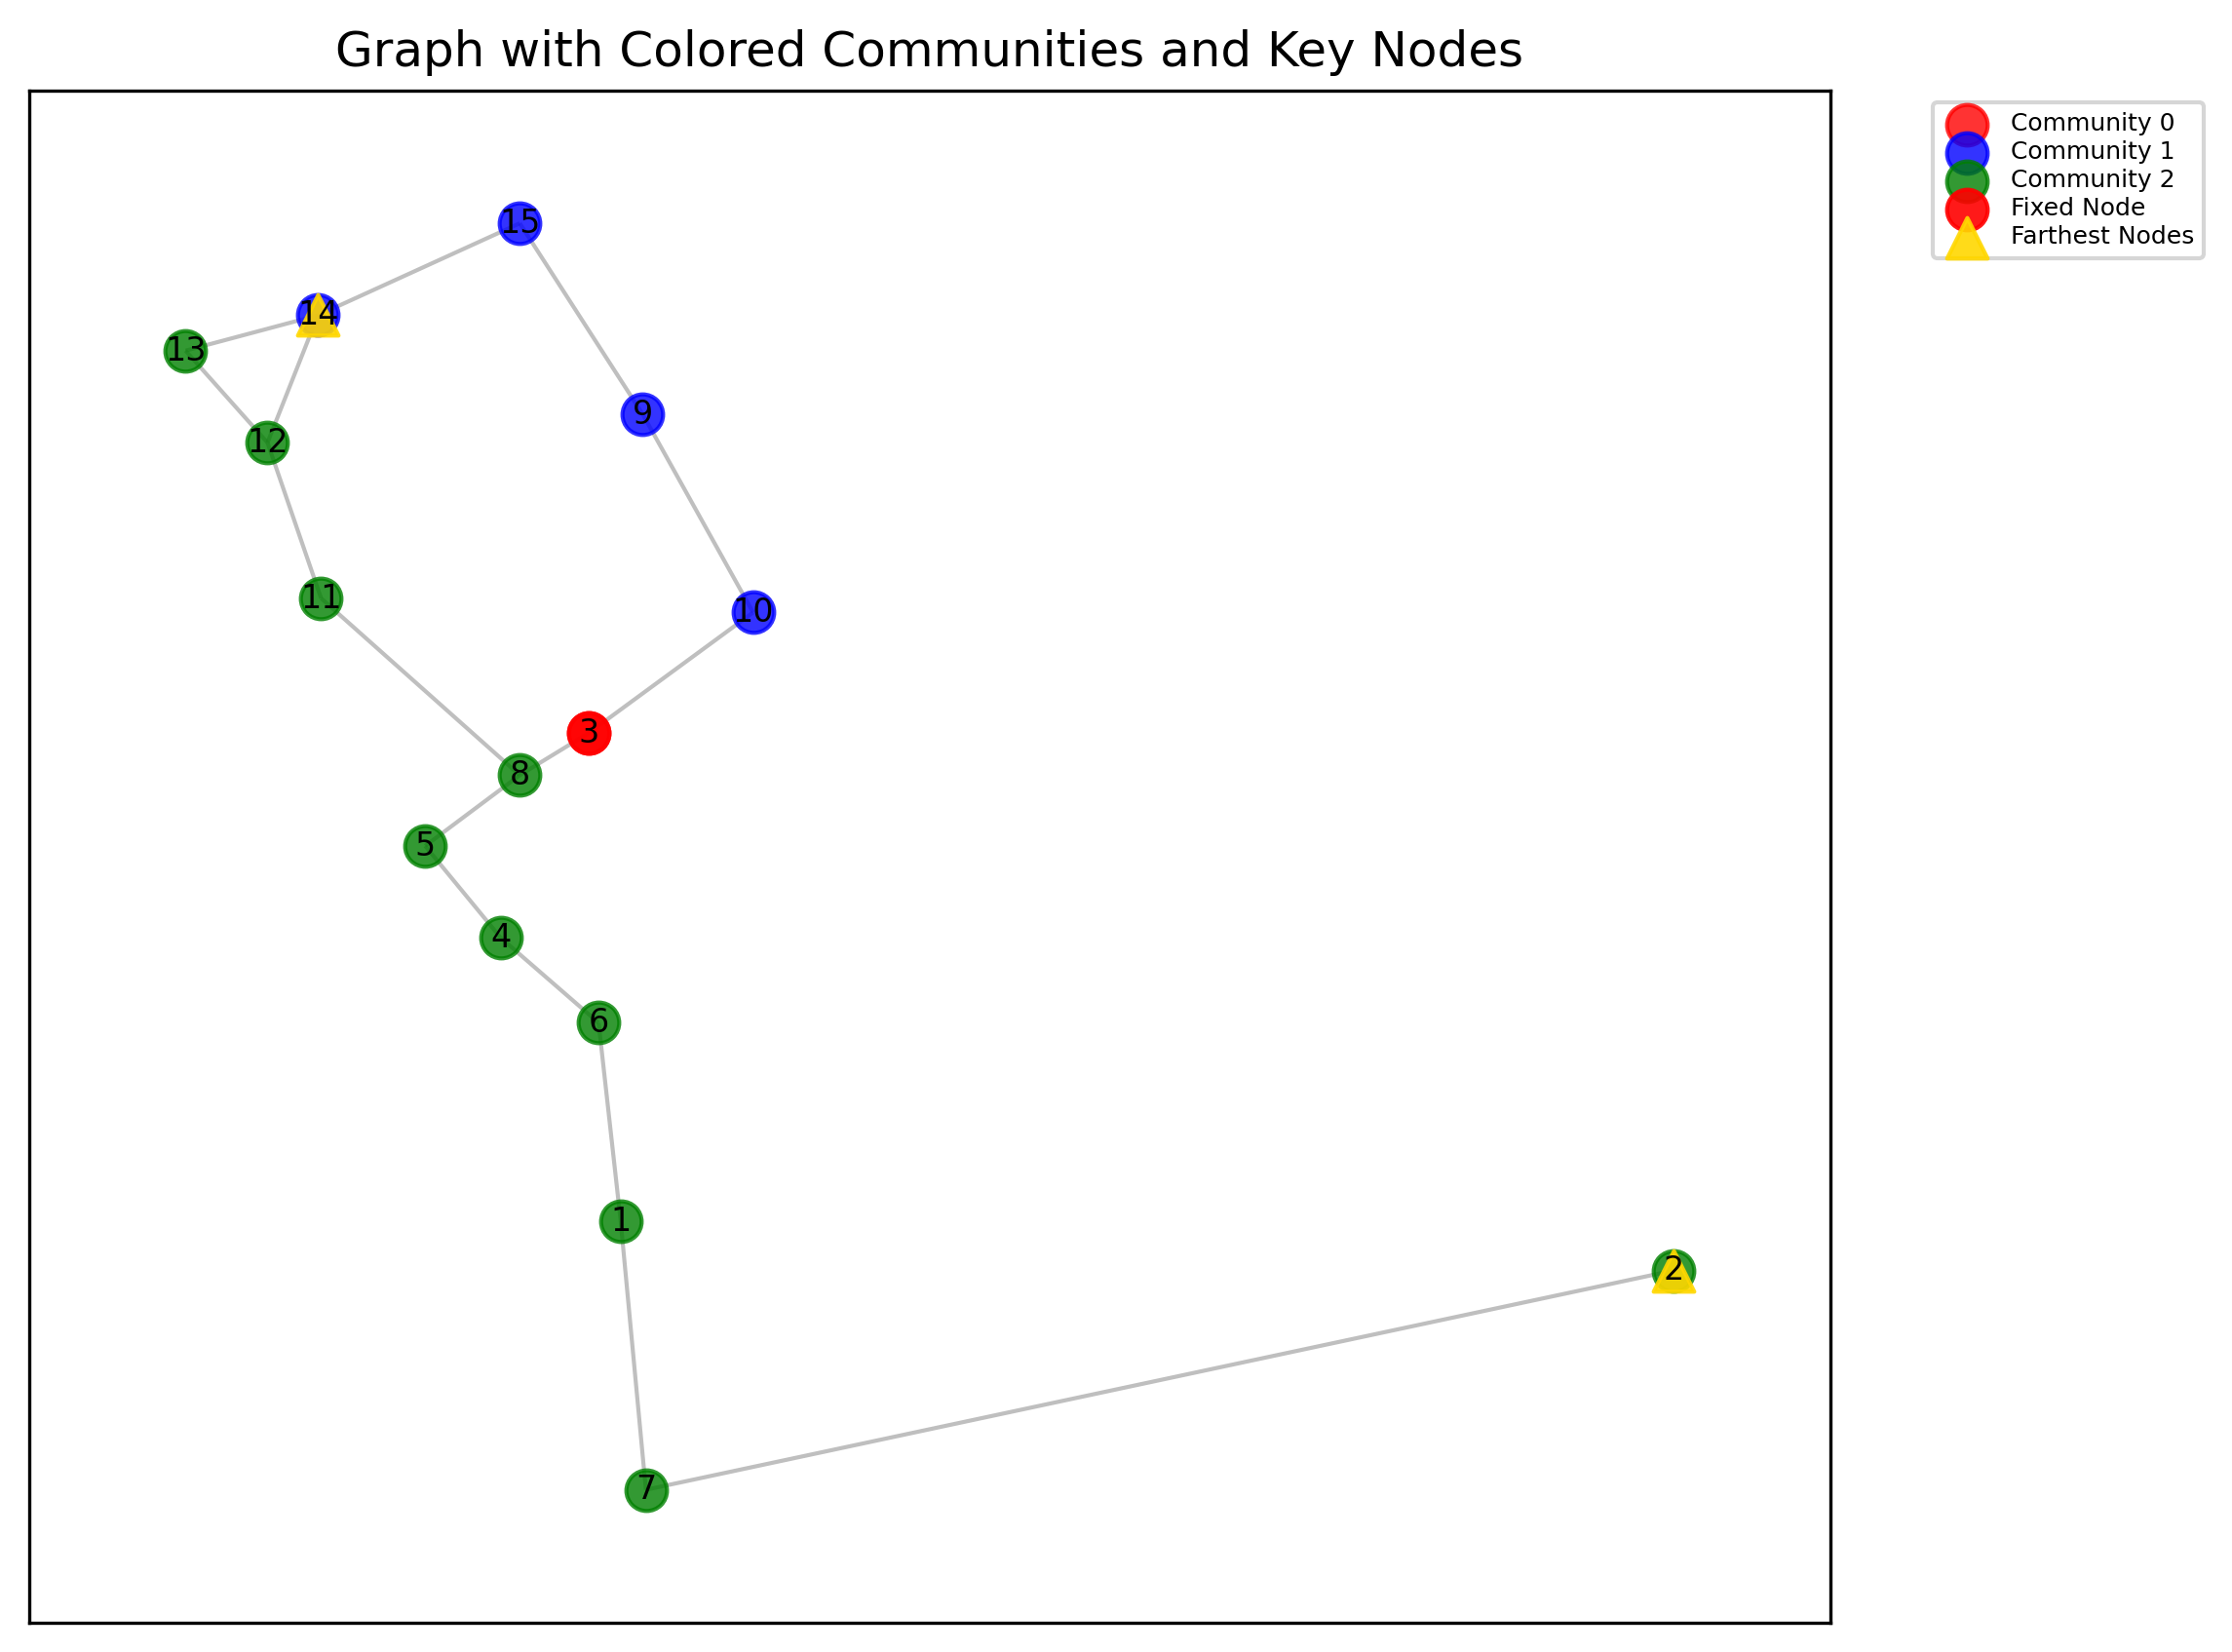 Graph with Colored Communities and Key Nodes
Community 0
Community 1
Community 2
Fixed Node
Farthest Nodes
15
14
13
9
12
11
10
3
8
5
4
6
1
2
7